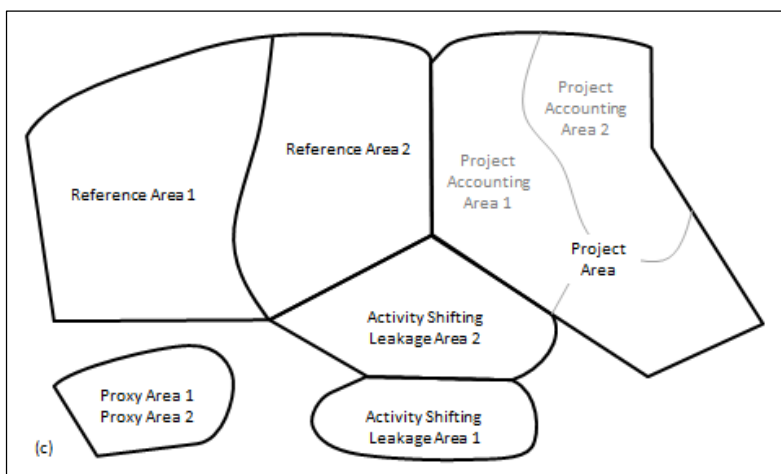 Project
Accounting
Area 2
Reference Area 2
Project
Accounting
Area 1
Reference Area 1
Project
Area
Activity Shifting
Leakage Area 2
Proxy Area 1
Proxy Area 2
Activity Shifting
Leakage Area 1
(c)